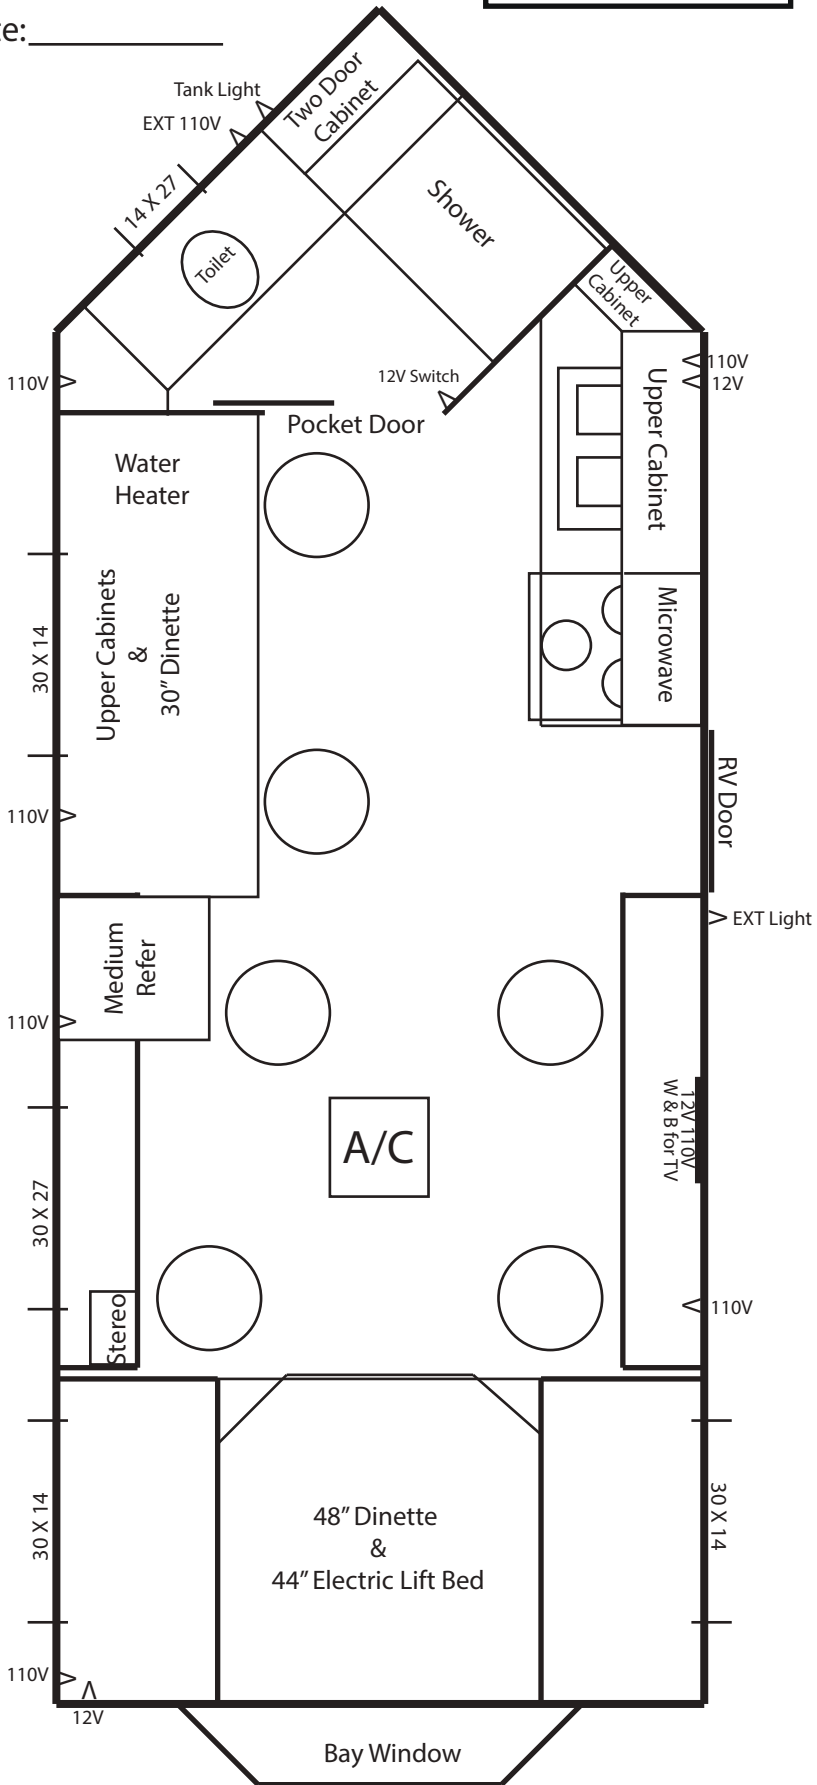 te:
Tank Light
EXT 110V
14 X 27
Two Door
Cabinet
Shower
Toilet
Upper
Cabinet
110V
12V Switch
110V
12V
Pocket Door
Upper Cabinet
Water
Heater
Upper Cabinets
&
30” Dinette
30 X 14
Microwave
110V
RV Door
Medium
Refer
EXT Light
110V
A/C
12V 110V
W & B for TV
30 X 27
Stereo
110V
30 X 14
48” Dinette
&
44” Electric Lift Bed
30 X 14
110V
12V
Bay Window